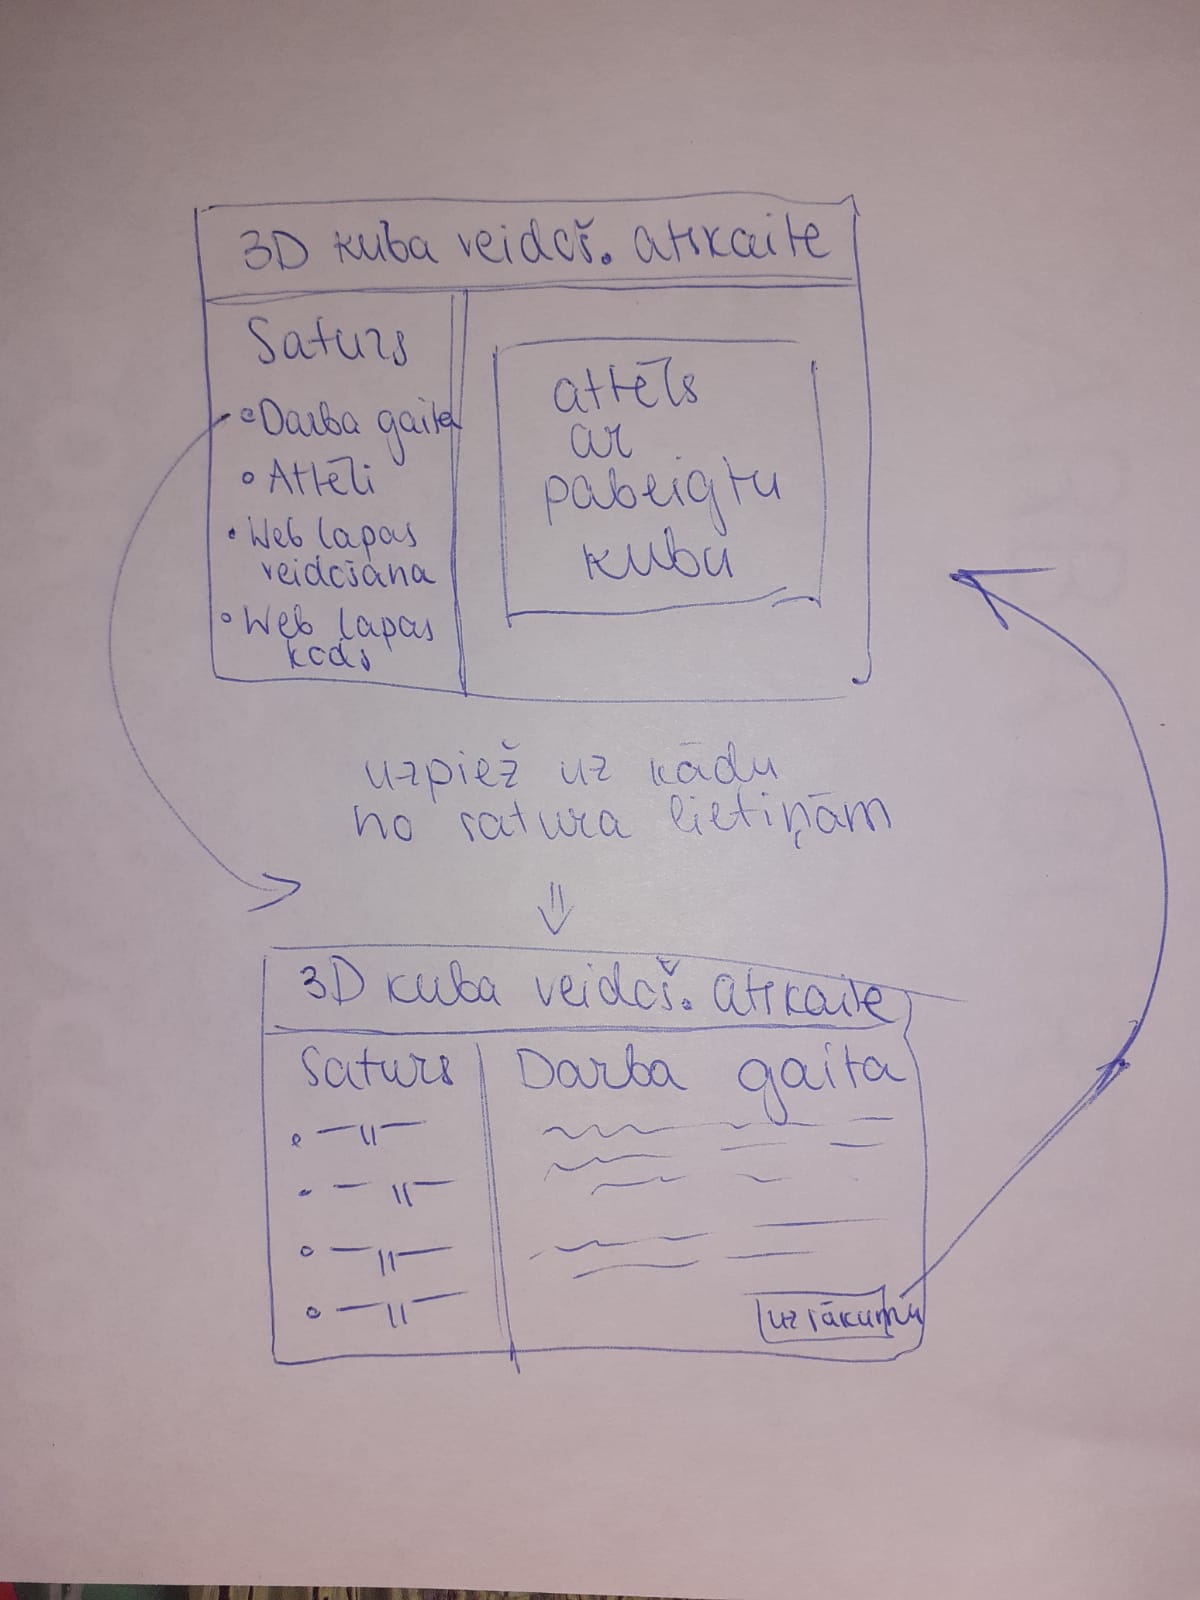 3D kuba veidoš. atskaite
Saturs
Darba gaita
Attēli
Web lapas
veidošana
Web lapas
kods
attēls
ar
pabeigtu
kubu
uzpiež uz kādu
no satura lietiņām
3D kuba veidoš. atskaite
Saturs
Darba gaita
uz sākumu